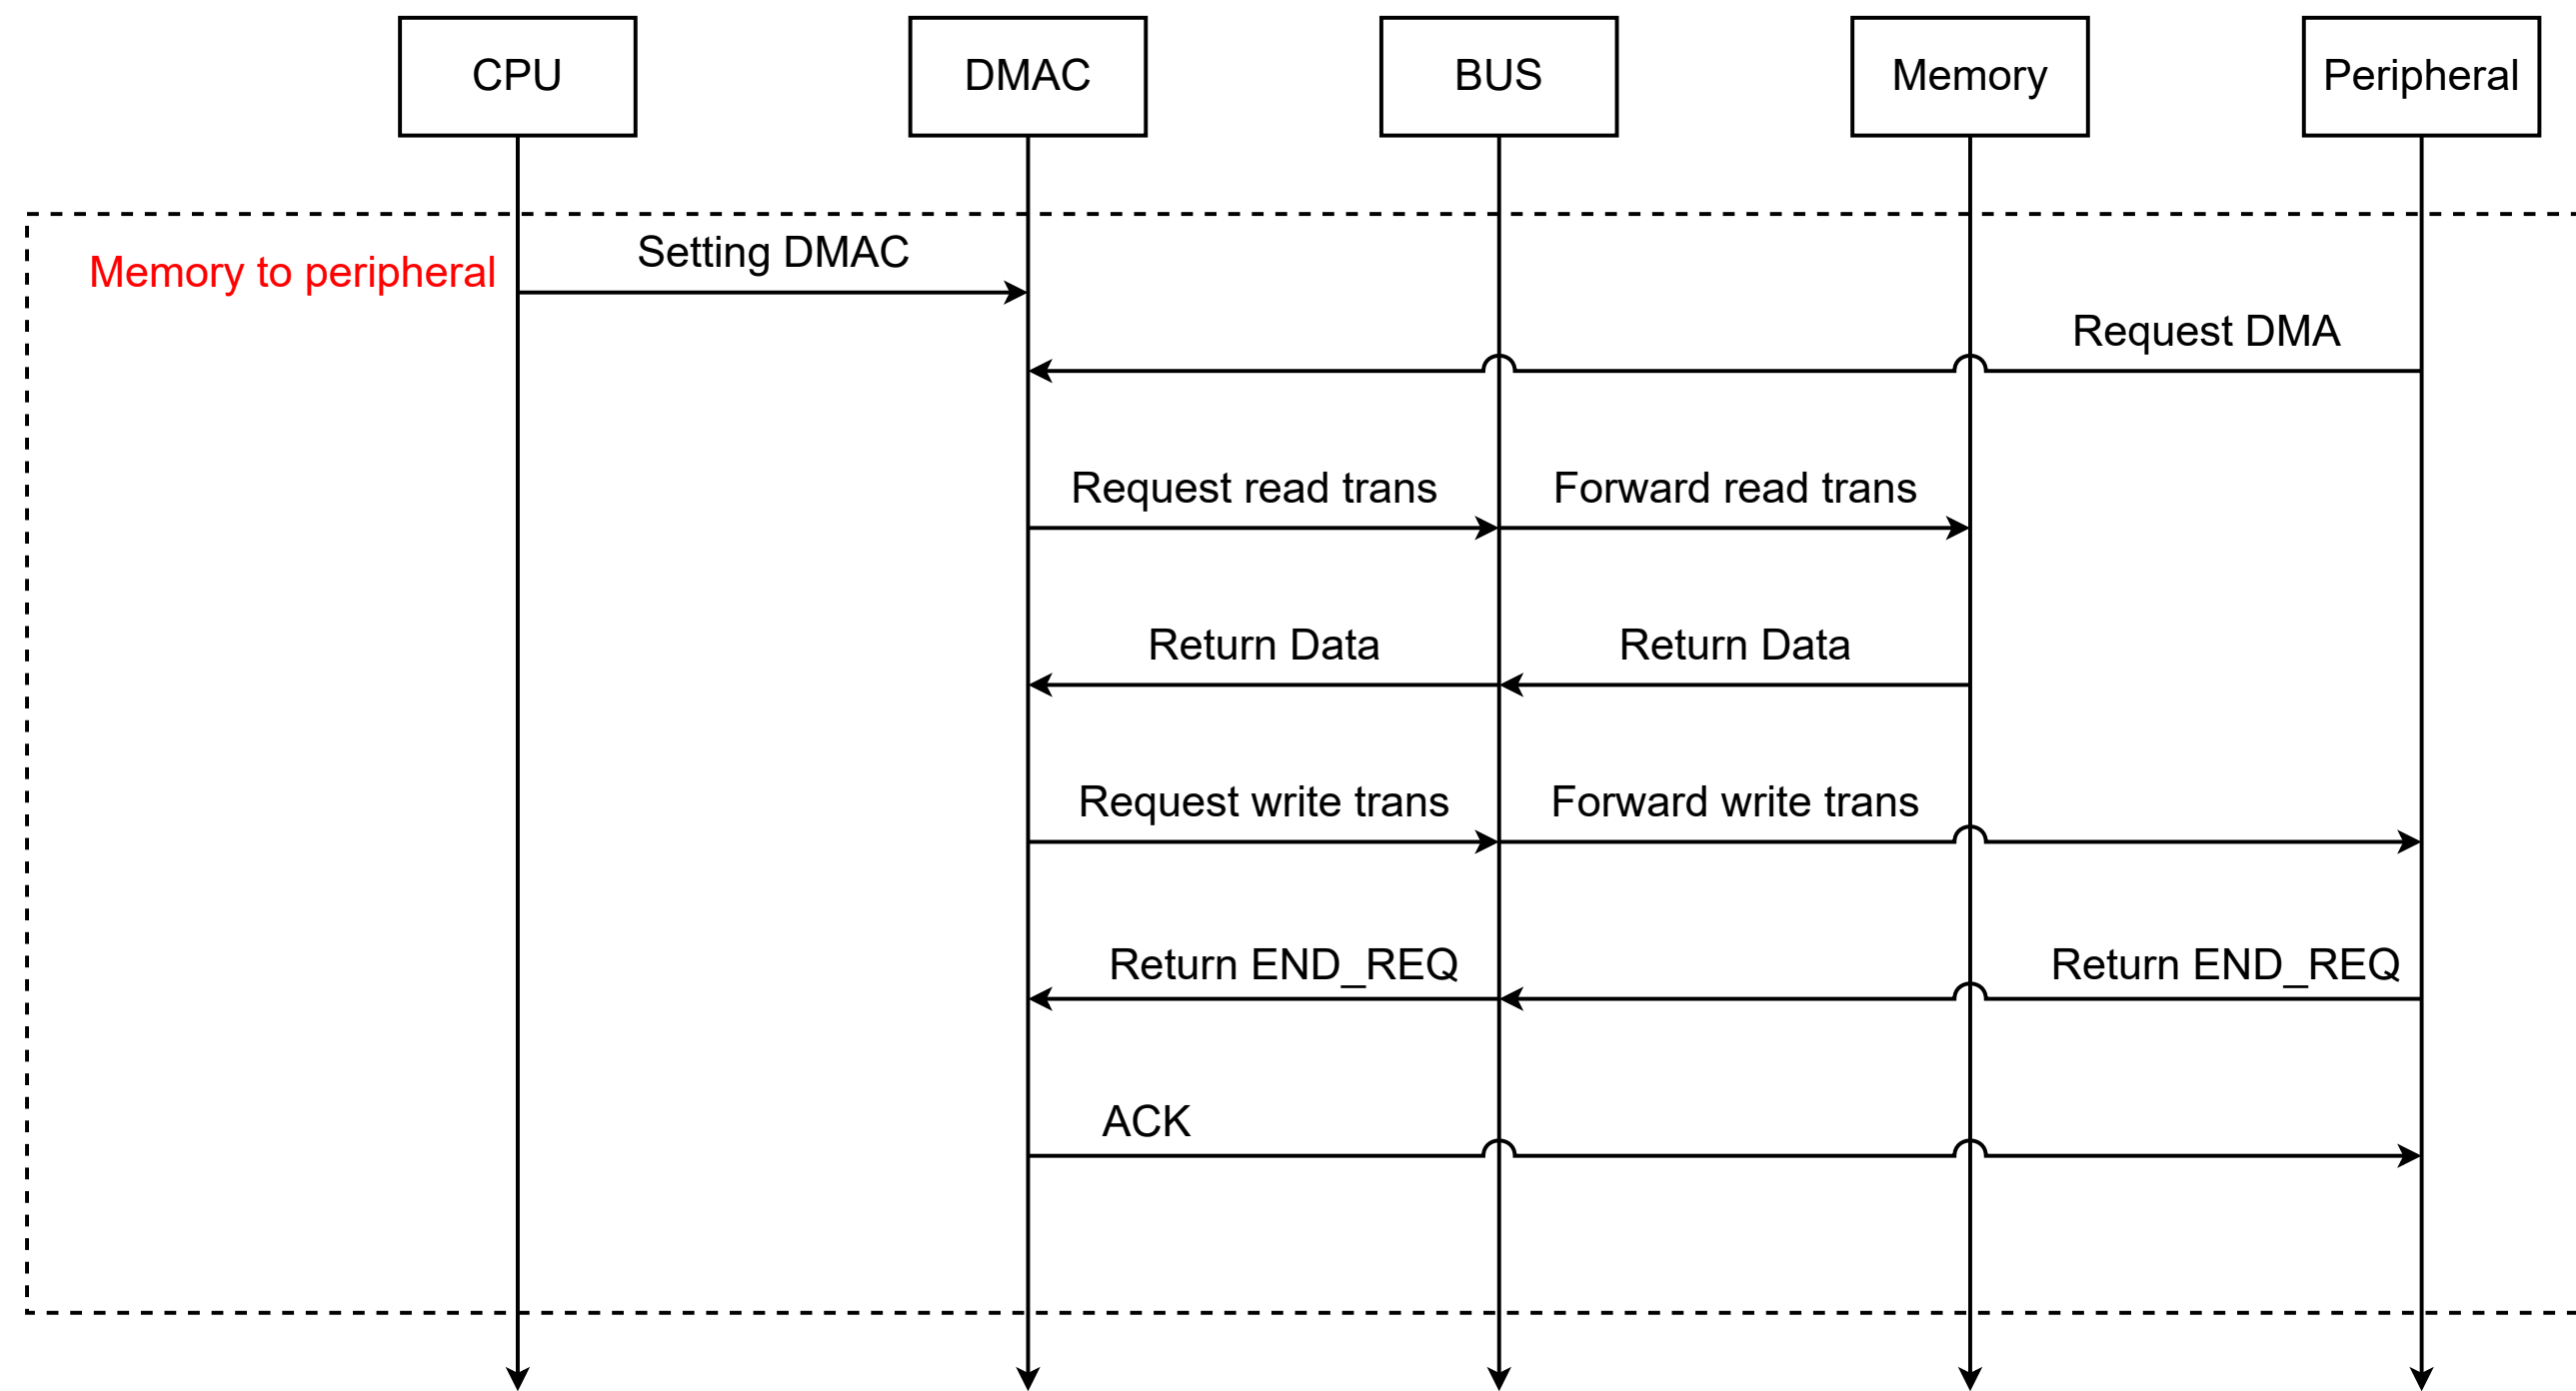 CPU
DMAC
BUS
Memory
Peripheral
Memory to peripheral
Setting DMAC
Request DMA
Request read trans
Forward read trans
Return Data
Return Data
Request write trans
Forward write trans
Return END_REQ
Return END_REQ
ACK